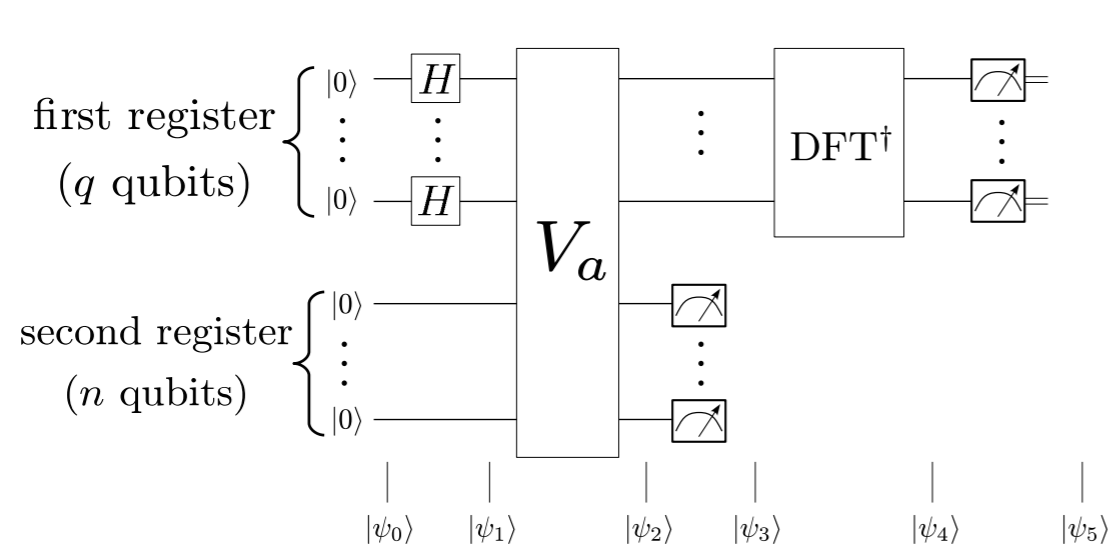 first register
(q qubits)
|0⟩ H
|0⟩ H
V_a
DFT†
second register
(n qubits)
|0⟩
|0⟩
|ψ₀⟩ |ψ₁⟩ |ψ₂⟩ |ψ₃⟩ |ψ₄⟩ |ψ₅⟩